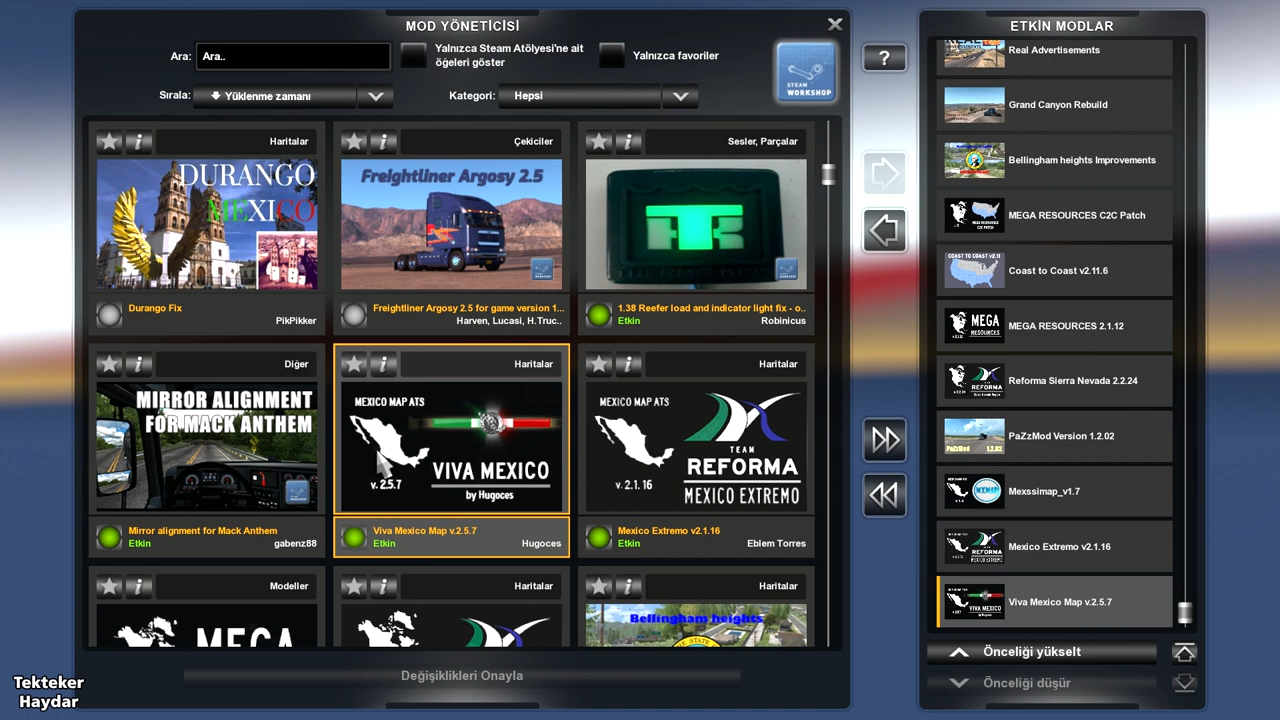 MOD YÖNETİCİSİ
Ara:
Ara..
Yalnızca Steam Atölyesi'ne ait
öğeleri göster
Yalnızca favoriler
STEAM
WORKSHOP
Sırala:
Yüklenme zamanı
Kategori:
Hepsi
Haritalar
DURANGO
MEXICO
Durango Fix
PikPikker
Çekiciler
Freightliner Argosy 2.5
Freightliner Argosy 2.5 for game version 1...
Harven, Lucasi, H.Truc..
Sesler, Parçalar
1.38 Reefer load and indicator light fix - o..
Etkin
Robinicus
Diğer
MIRROR ALIGNMENT
FOR MACK ANTHEM
Mirror alignment for Mack Anthem
Etkin
gabenz88
Haritalar
MEXICO MAP ATS
VIVA MEXICO
v. 2.5.7
by Hugoces
Viva Mexico Map v.2.5.7
Etkin
Hugoces
Haritalar
MEXICO MAP ATS
TEAM
REFORMA
v. 2.1. 16
MEXICO EXTREMO
Mexico Extremo v2.1.16
Etkin
Eblem Torres
Modeller
MEGA
Haritalar
Haritalar
Bellingham heights
Değişiklikleri Onayla
?
ETKİN MODLAR
Real Advertisements
Grand Canyon Rebuild
Bellingham heights Improvements
MEGA RESOURCES C2C Patch
Coast to Coast v2.11.6
MEGA RESOURCES 2.1.12
Reforma Sierra Nevada 2.2.24
PaZzMod Version 1.2.02
Mexssimap_v1.7
Mexico Extremo v2.1.16
Viva Mexico Map v.2.5.7
Önceliği yükselt
Önceliği düşür
Tekteker
Haydar